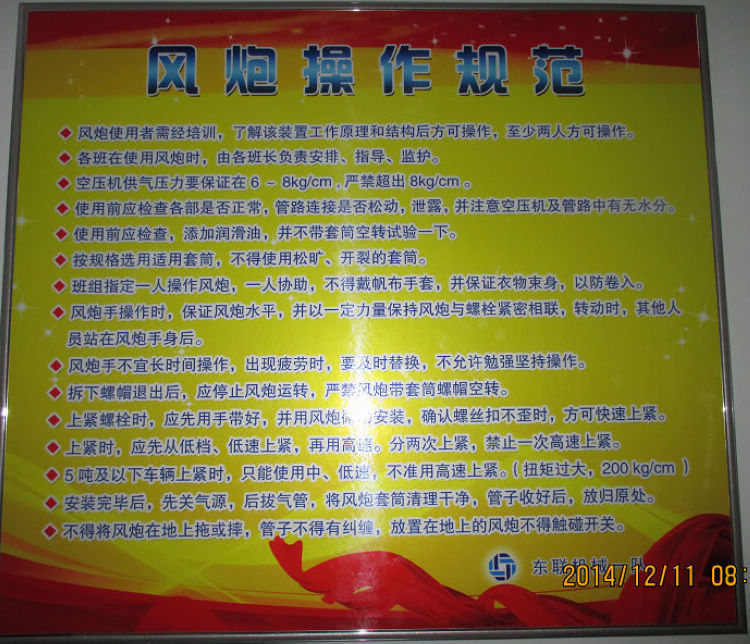 风炮操作规范
风炮使用者需经培训，了解该装置工作原理和结构后方可操作，至少两人方可操作。
各班在使用风炮时，由各班长负责安排、指导、监护。
空压机供气压力要保证在 6 ~ 8kg/cm ,严禁超出 8kg/cm 。
使用前应检查各部是否正常，管路连接是否松动，泄露，并注意空压机及管路中有无水分。
使用前应检查，添加润滑油，并不带套筒空转试验一下。
按规格选用适用套筒，不得使用松旷、开裂的套筒。
班组指定一人操作风炮，一人协助，不得戴帆布手套，并保证衣物束身，以防卷入。
风炮手操作时，保证风炮水平，并以一定力量保持风炮与螺栓紧密相联，转动时，其他人
员站在风炮手身后。
风炮手不宜长时间操作，出现疲劳时，要及时替换，不允许勉强坚持操作。
拆下螺帽退出后，应停止风炮运转，严禁风炮带套筒螺帽空转。
上紧螺栓时，应先用手带好，并用风炮 安装，确认螺丝扣不歪时，方可快速上紧。
上紧时，应先从低档、低速上紧，再用高速。分两次上紧，禁止一次高速上紧。
5 吨及以下车辆上紧时，只能使用中、低速，不准用高速上紧。（扭矩过大，200 kg/cm ）
安装完毕后，先关气源，后拔气管，将风炮套筒清理干净，管子收好后，放归原处。
不得将风炮在地上拖或摔，管子不得有纠缠，放置在地上的风炮不得触碰开关。
东联机械一队
2014/12/11 08: